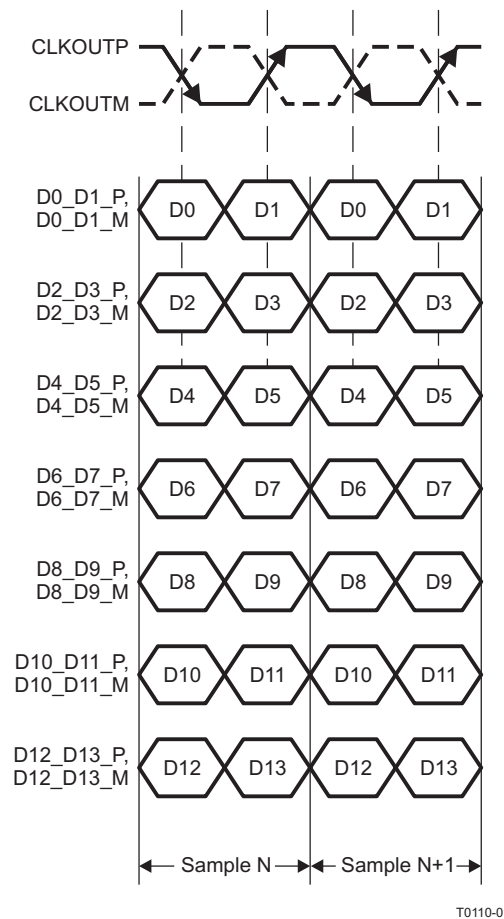 CLKOUTP
CLKOUTM
D0_D1_P,
D0_D1_M
D0 D1 D0 D1
D2_D3_P,
D2_D3_M
D2 D3 D2 D3
D4_D5_P,
D4_D5_M
D4 D5 D4 D5
D6_D7_P,
D6_D7_M
D6 D7 D6 D7
D8_D9_P,
D8_D9_M
D8 D9 D8 D9
D10_D11_P,
D10_D11_M
D10 D11 D10 D11
D12_D13_P,
D12_D13_M
D12 D13 D12 D13
Sample N Sample N+1
T0110-0